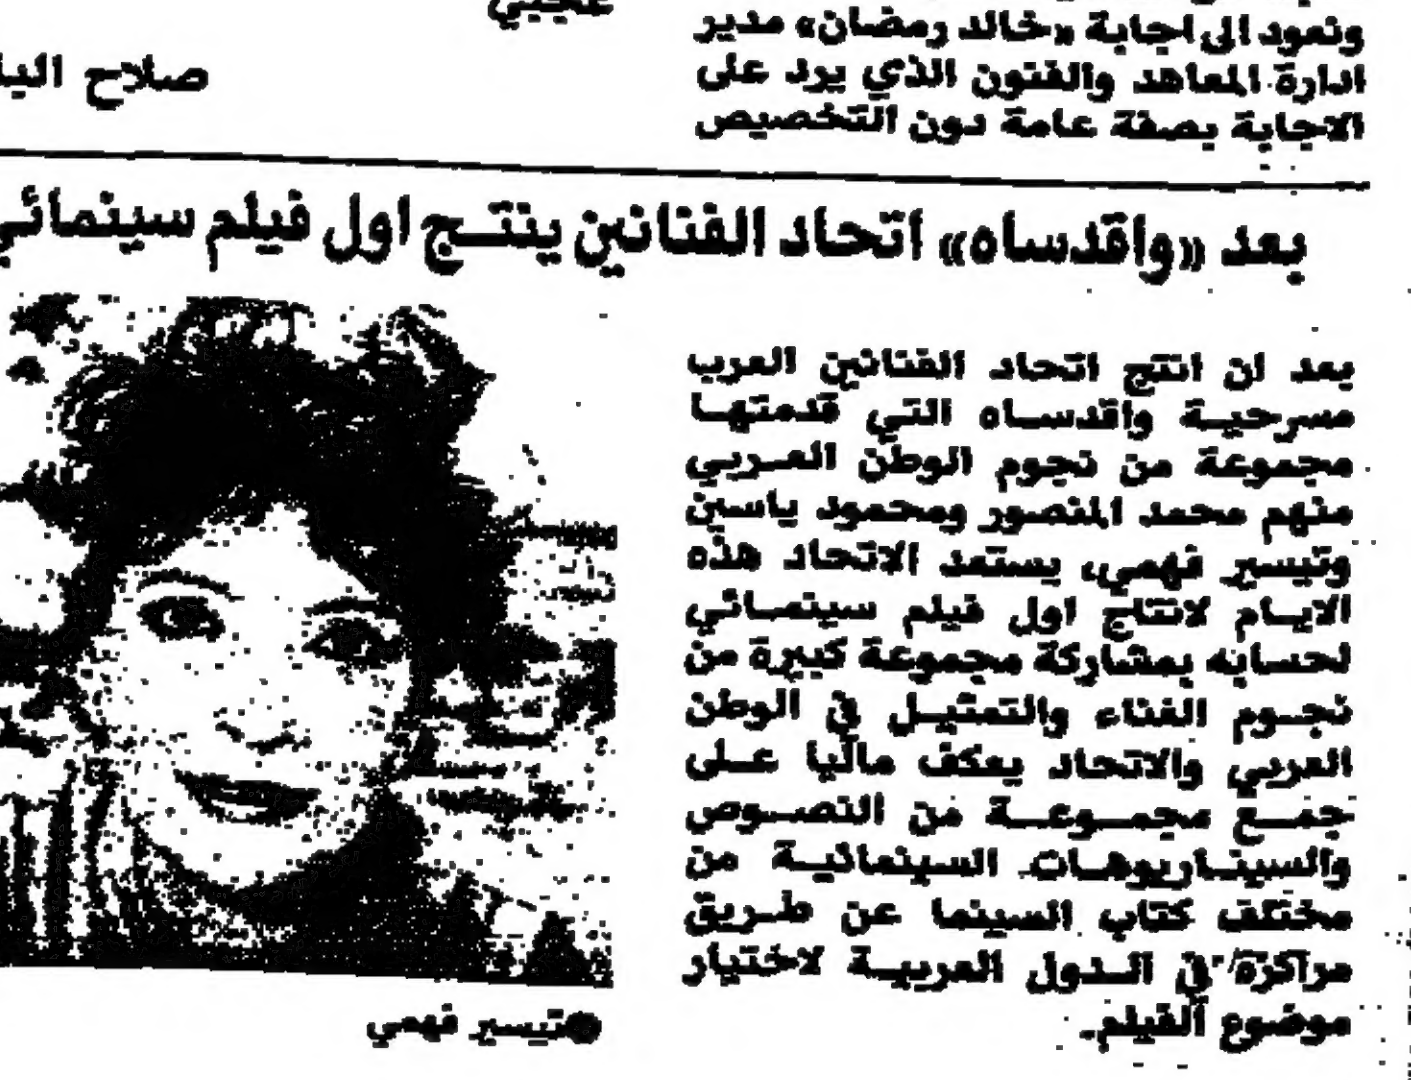 ونعود الى اجابة «خالد رمضان» مدير
ادارة المعاهد والفنون الذي يرد على
الاجابة بصفة عامة دون التخصيص
صلاح
بعد «واقدساه» اتحاد الفنانين ينتج اول فيلم سينمائي
بعد ان انتج اتحاد الفنانين العرب
مسرحية واقدساه التي قدمتها
مجموعة من نجوم الوطن العربي
منهم محمد المنصور ومحمود ياسين
وتيسير فهمي، يستعد الاتحاد هذه
الايام لانتاج اول فيلم سينمائي
لحسابه بمشاركة مجموعة كبيرة من
نجوم الغناء والتمثيل في الوطن
العربي والاتحاد يعكف ماليا على
جمع مجموعة من النصوص
والسيناريوهات السينمائية من
مختلف كتاب السينما عن طريق
مراكزة في الدول العربية لاختيار
موضوع الفيلم.
●تيسير فهمي